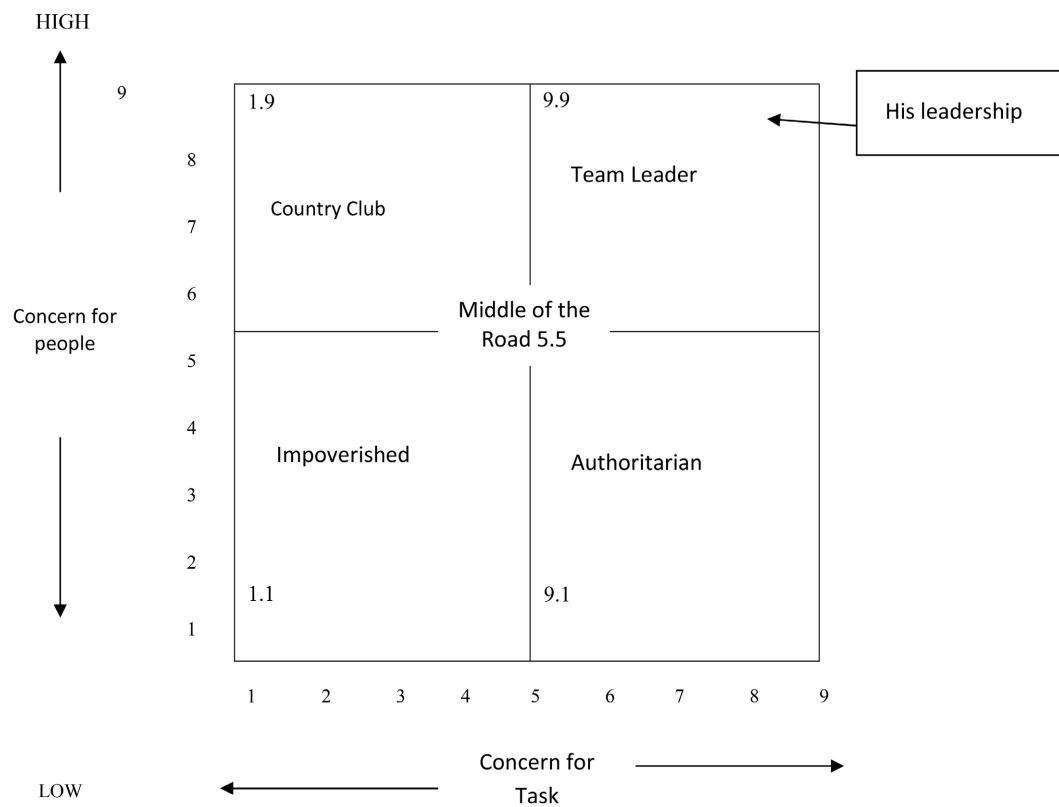 HIGH
9
1.9
9.9
His leadership
8
Team Leader
Country Club
7
6
Middle of the
Road 5.5
Concern for
people
5
4
Impoverished
Authoritarian
3
2
1.1
9.1
1
1 2 3 4 5 6 7 8 9
Concern for
Task
LOW